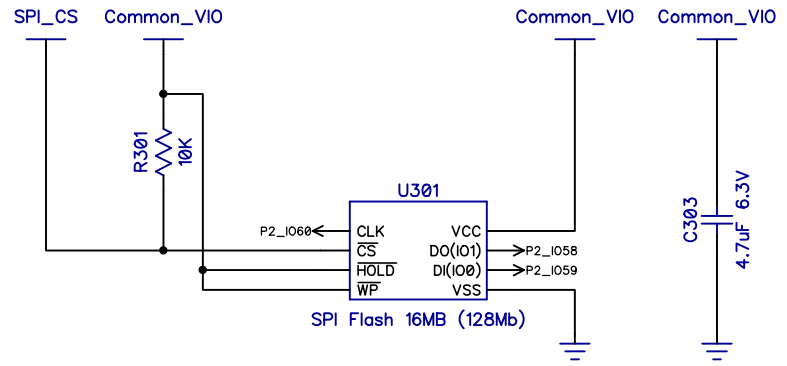 SPI_CS
Common_VIO
Common_VIO
Common_VIO
R301
10K
U301
P2_IO60
CLK
CS
HOLD
WP
VCC
DO(IO1)
DI(IO0)
VSS
P2_IO58
P2_IO59
SPI Flash 16MB (128Mb)
C303
4.7uF 6.3V